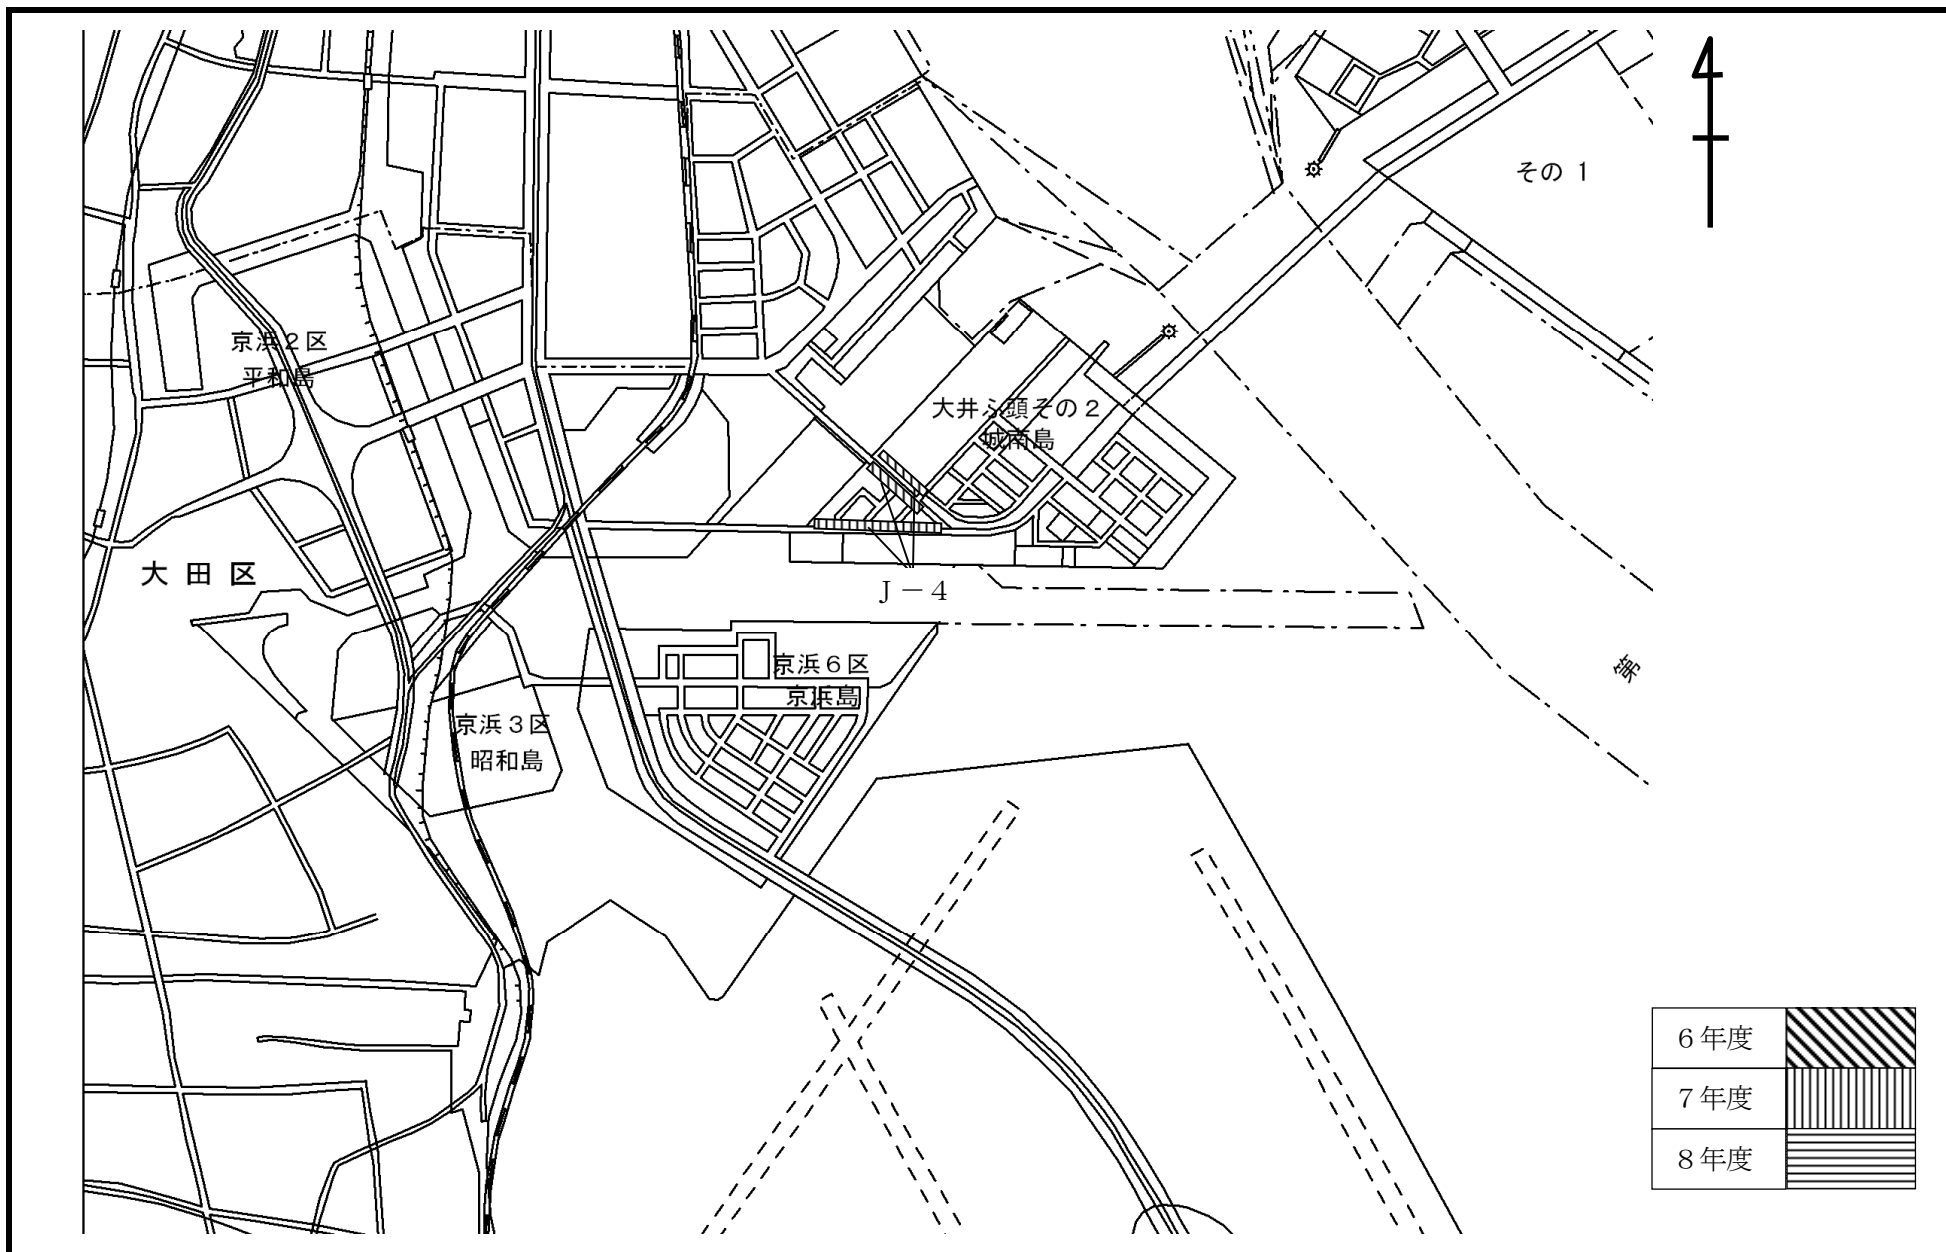 その 1
京浜２区
平和島
大井ふ頭その２
城南島
大 田 区
Ｊ－４
京浜６区
京浜島
第
京浜３区
昭和島
６年度
７年度
８年度